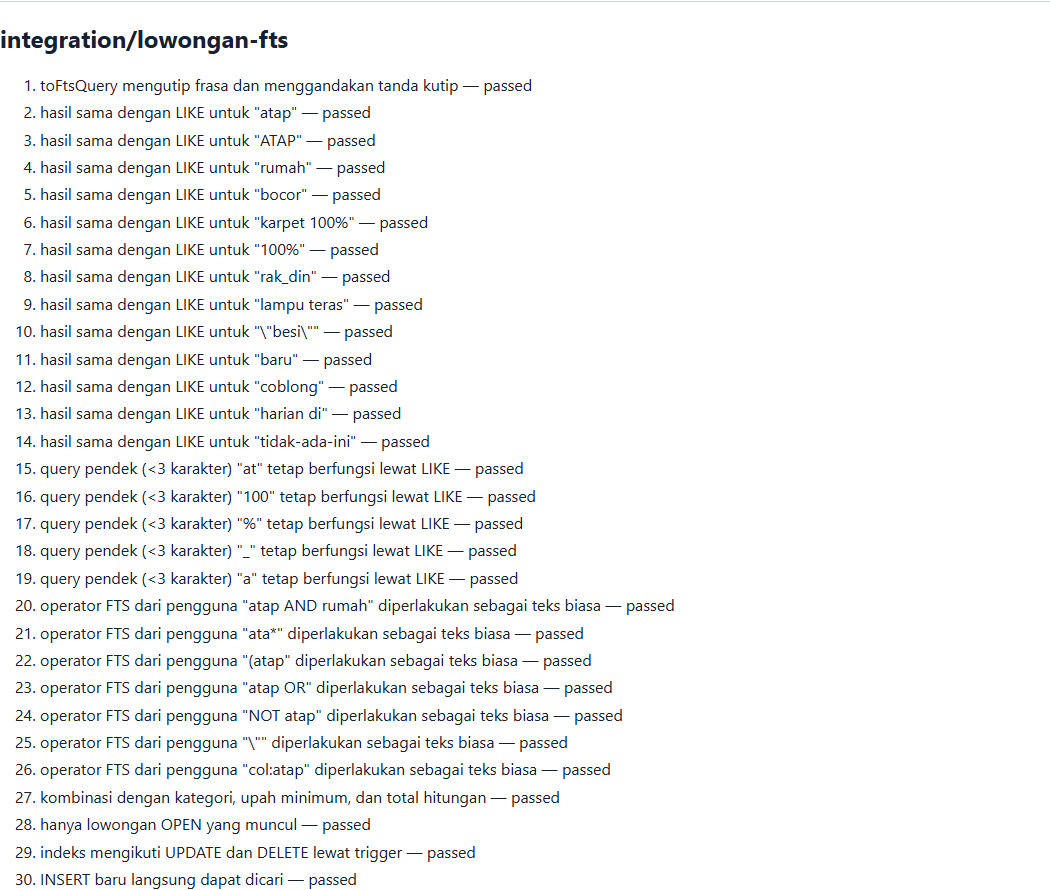 integration/lowongan-fts
1. toFtsQuery mengutip frasa dan menggandakan tanda kutip — passed
2. hasil sama dengan LIKE untuk "atap" — passed
3. hasil sama dengan LIKE untuk "ATAP" — passed
4. hasil sama dengan LIKE untuk "rumah" — passed
5. hasil sama dengan LIKE untuk "bocor" — passed
6. hasil sama dengan LIKE untuk "karpet 100%" — passed
7. hasil sama dengan LIKE untuk "100%" — passed
8. hasil sama dengan LIKE untuk "rak_din" — passed
9. hasil sama dengan LIKE untuk "lampu teras" — passed
10. hasil sama dengan LIKE untuk "\"besi\"" — passed
11. hasil sama dengan LIKE untuk "baru" — passed
12. hasil sama dengan LIKE untuk "coblong" — passed
13. hasil sama dengan LIKE untuk "harian di" — passed
14. hasil sama dengan LIKE untuk "tidak-ada-ini" — passed
15. query pendek (<3 karakter) "at" tetap berfungsi lewat LIKE — passed
16. query pendek (<3 karakter) "100" tetap berfungsi lewat LIKE — passed
17. query pendek (<3 karakter) "%" tetap berfungsi lewat LIKE — passed
18. query pendek (<3 karakter) "_" tetap berfungsi lewat LIKE — passed
19. query pendek (<3 karakter) "a" tetap berfungsi lewat LIKE — passed
20. operator FTS dari pengguna "atap AND rumah" diperlakukan sebagai teks biasa — passed
21. operator FTS dari pengguna "ata*" diperlakukan sebagai teks biasa — passed
22. operator FTS dari pengguna "(atap" diperlakukan sebagai teks biasa — passed
23. operator FTS dari pengguna "atap OR" diperlakukan sebagai teks biasa — passed
24. operator FTS dari pengguna "NOT atap" diperlakukan sebagai teks biasa — passed
25. operator FTS dari pengguna "\"" diperlakukan sebagai teks biasa — passed
26. operator FTS dari pengguna "col:atap" diperlakukan sebagai teks biasa — passed
27. kombinasi dengan kategori, upah minimum, dan total hitungan — passed
28. hanya lowongan OPEN yang muncul — passed
29. indeks mengikuti UPDATE dan DELETE lewat trigger — passed
30. INSERT baru langsung dapat dicari — passed